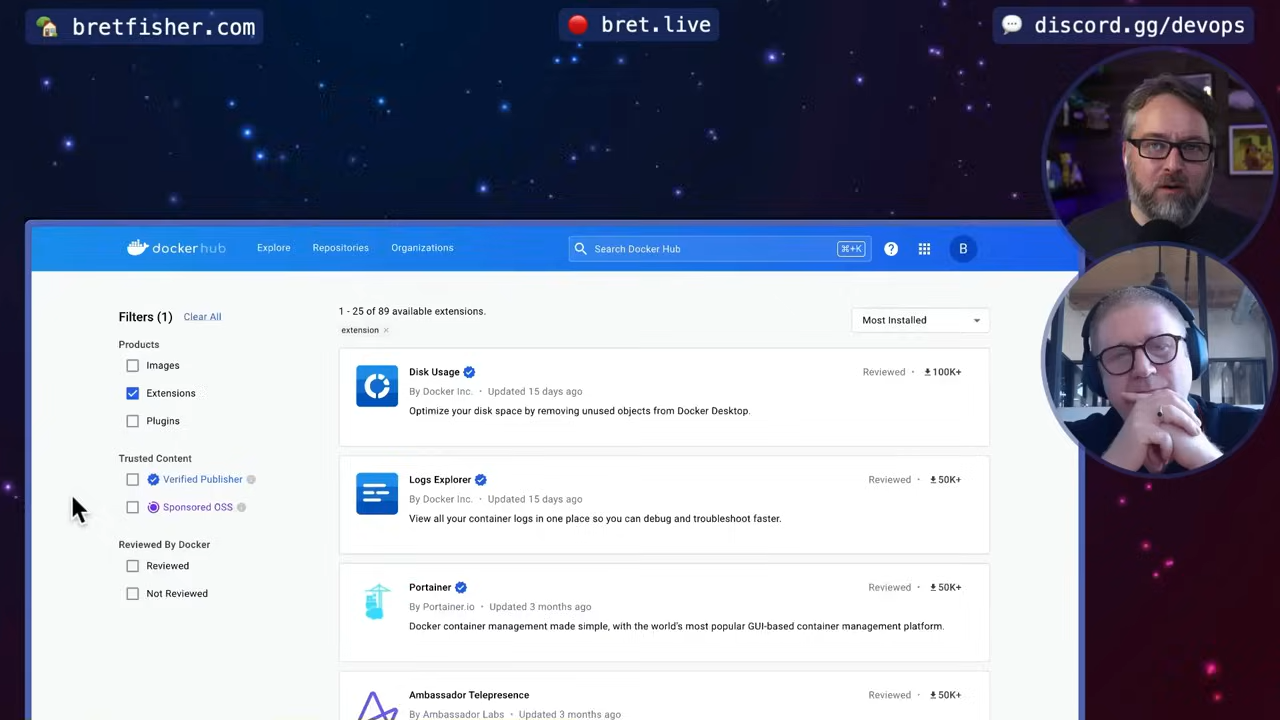 bretfisher.com
bret.live
discord.gg/devops
dockerhub
Explore
Repositories
Organizations
Search Docker Hub
⌘+K
?
B
Filters (1)
Clear All
Products
Images
Extensions
Plugins
Trusted Content
Verified Publisher
Sponsored OSS
Reviewed By Docker
Reviewed
Not Reviewed
1 - 25 of 89 available extensions.
extension ×
Most Installed
Disk Usage
Reviewed • 100K+
By Docker Inc. • Updated 15 days ago
Optimize your disk space by removing unused objects from Docker Desktop.
Logs Explorer
Reviewed • 50K+
By Docker Inc. • Updated 15 days ago
View all your container logs in one place so you can debug and troubleshoot faster.
Portainer
Reviewed • 50K+
By Portainer.io • Updated 3 months ago
Docker container management made simple, with the world's most popular GUI-based container management platform.
Ambassador Telepresence
Reviewed • 50K+
By Ambassador Labs • Updated 3 months ago